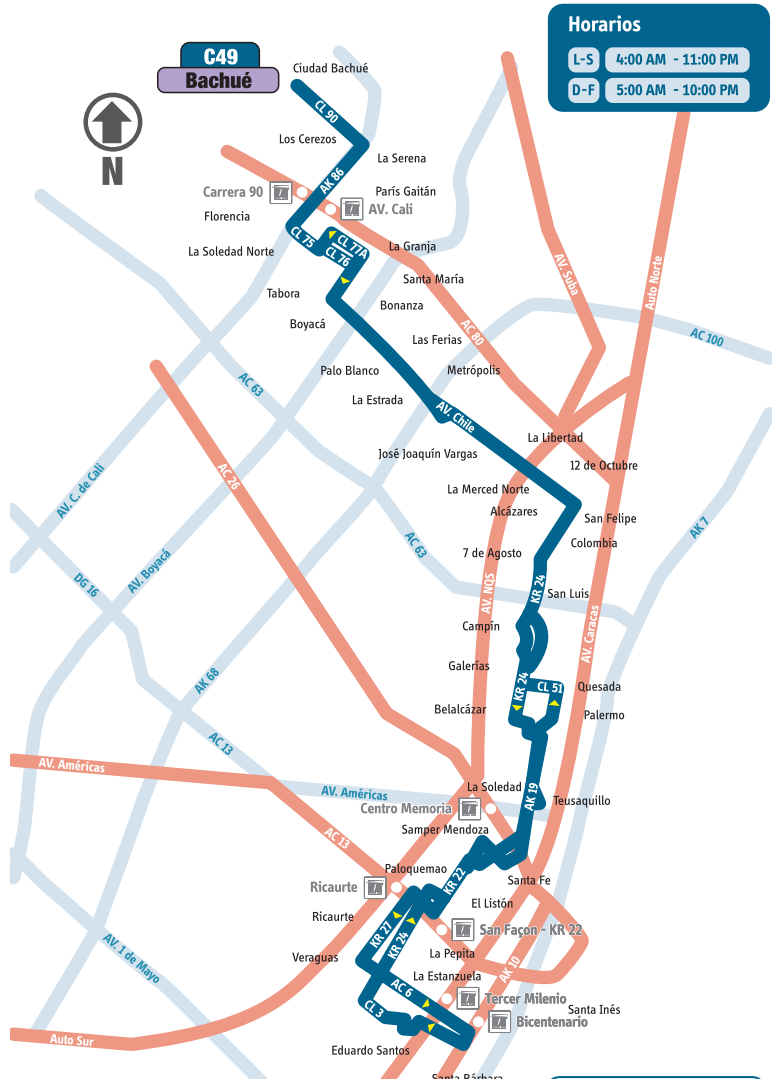 Horarios
L-S 4:00 AM - 11:00 PM
D-F 5:00 AM - 10:00 PM
C49
Bachué
N
Ciudad Bachué
CL 90
Los Cerezos
La Serena
AK 86
Carrera 90
París Gaitán
AV. Cali
Florencia
CL 75
CL 77A
CL 76
La Soledad Norte
La Granja
Santa María
Tabora
Bonanza
Boyacá
AV. Suba
Auto Norte
AC 100
AC 80
Las Ferias
Palo Blanco
Metrópolis
AC 63
La Estrada
AV. Chile
La Libertad
José Joaquín Vargas
12 de Octubre
AC 26
AV. C. de Cali
La Merced Norte
Alcázares
San Felipe
Colombia
AK 7
AC 63
7 de Agosto
AV. Boyacá
DG 16
KR 24
AV. NQS
San Luis
Campín
AV. Caracas
Galerías
AK 68
KR 24
CL 51
Quesada
Belalcázar
Palermo
AC 13
AV. Américas
AV. Américas
La Soledad
AK 19
Teusaquillo
Centro Memoria
AC 13
Samper Mendoza
Paloquemao
KR 22
Santa Fe
Ricaurte
El Listón
Ricaurte
KR 27
KR 24
San Façon - KR 22
Veraguas
La Pepita
AV. 1 de Mayo
AK 10
La Estanzuela
AC 6
Tercer Milenio
CL 3
Santa Inés
Bicentenario
Auto Sur
Eduardo Santos
Santa Bárbara